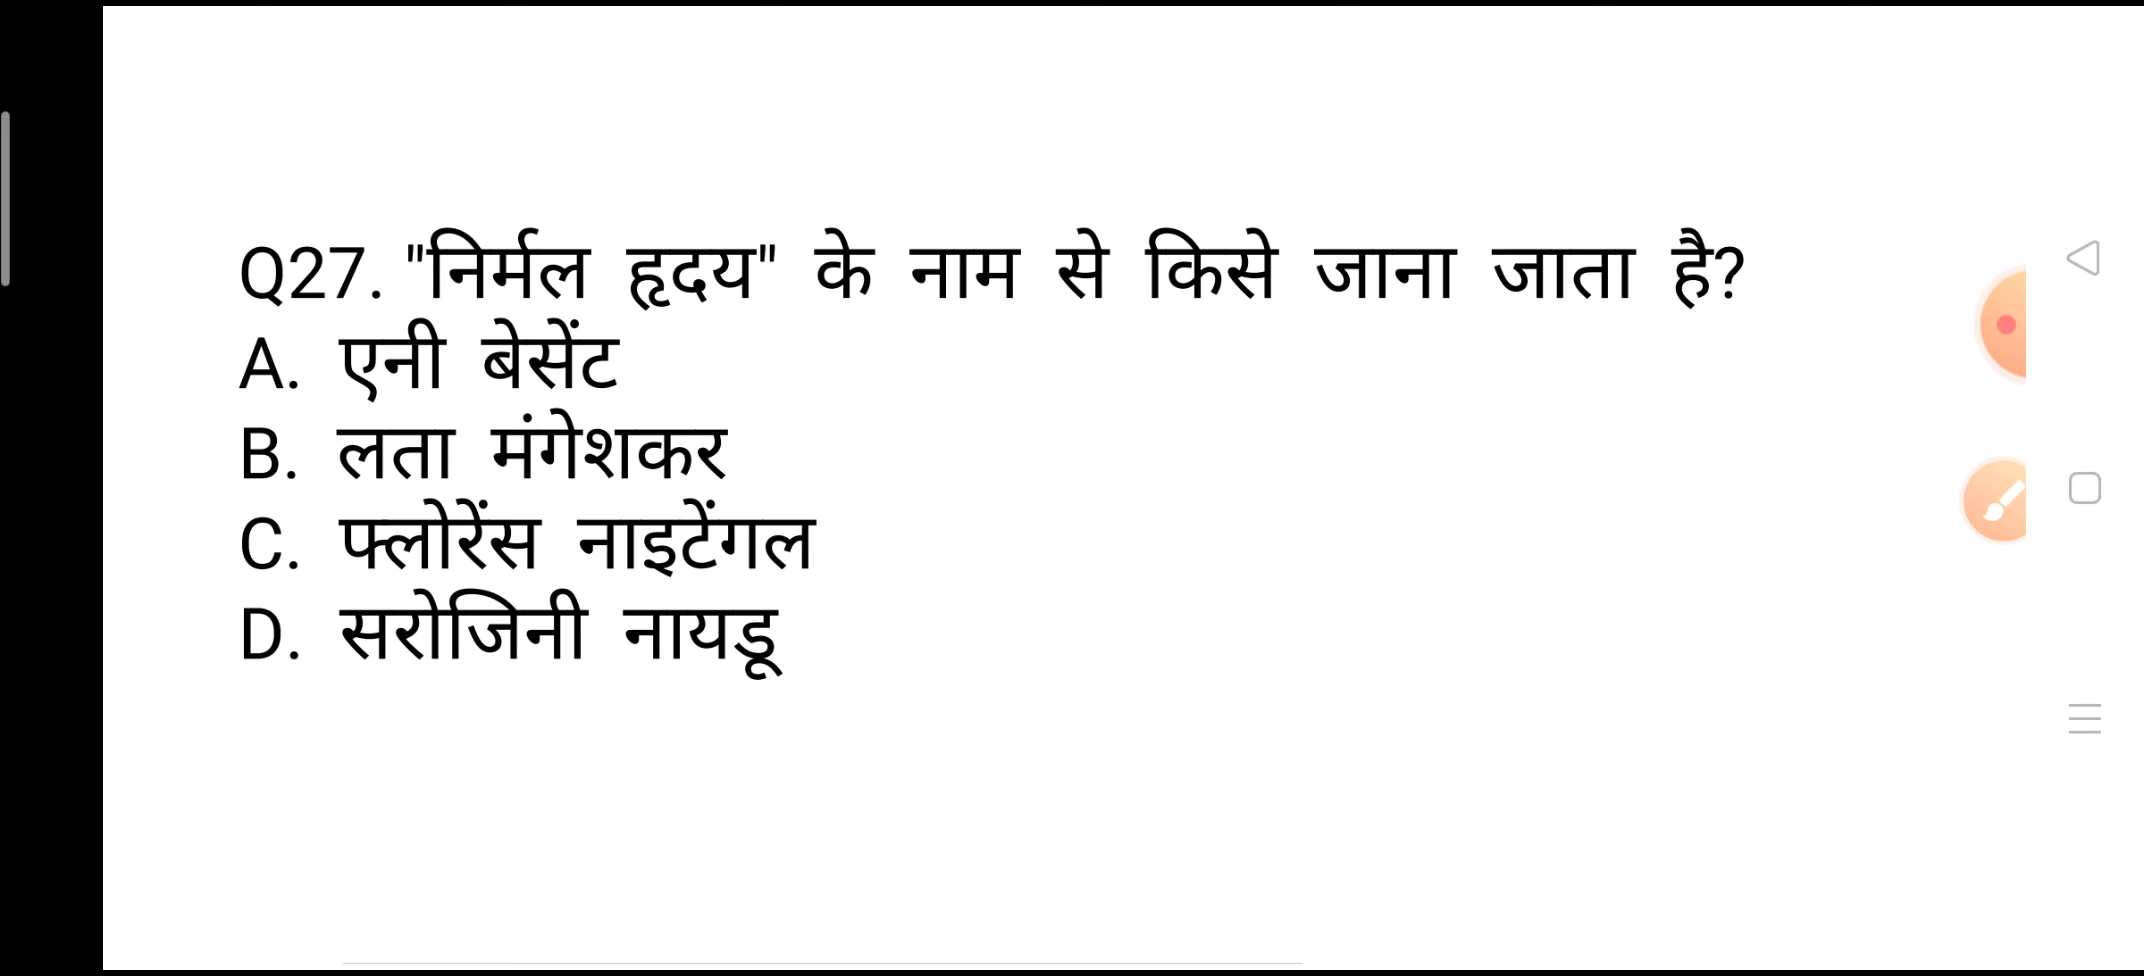 Q27. "निर्मल हृदय" के नाम से किसे जाना जाता है?
A. एनी बेसेंट
B. लता मंगेशकर
C. फ्लोरेंस नाइटेंगल
D. सरोजिनी नायडू